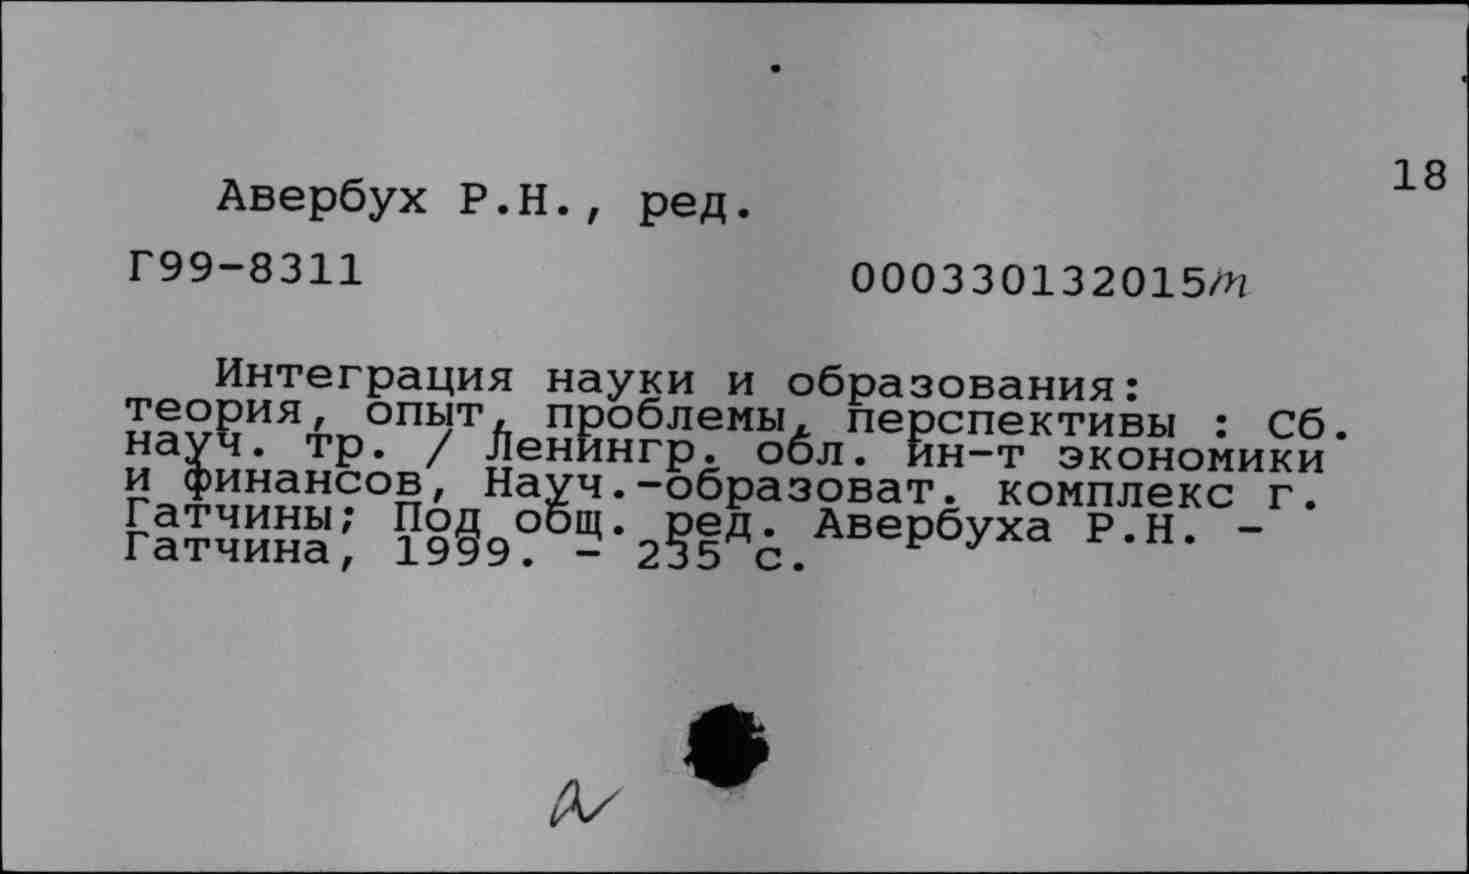 18
Авербух Р.Н., ред.
Г99-8311 000330132015/т
Интеграция науки и образования:
теория, опыт, проблемы, перспективы : Сб.
науч. тр. / Ленингр. обл. ин-т экономики
и финансов, Науч.-образоват. комплекс г.
Гатчины; Под общ. ред. Авербуха Р.Н. -
Гатчина, 1999. - 235 с.